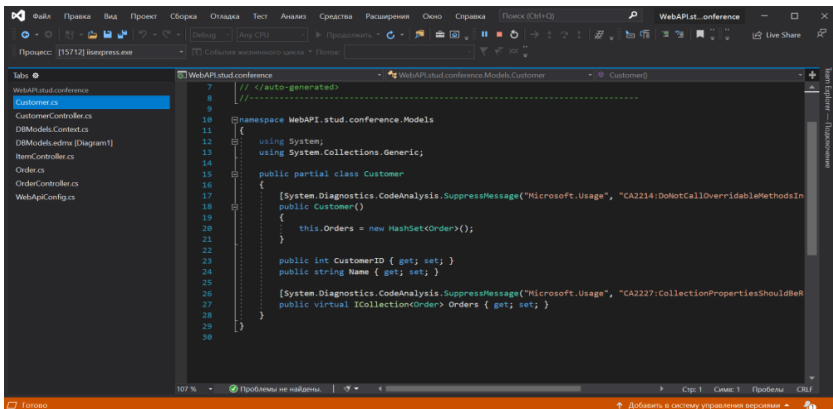 Файл Правка Вид Проект Сборка Отладка Тест Анализ Средства Расширения Окно Справка Поиск (Ctrl+Q) WebAPI.st...onference
Debug Any CPU Продолжить Live Share
Процесс: [15712] iisexpress.exe События жизненного цикла Поток:
Tabs
WebAPI.stud.conference
Customer.cs
CustomerController.cs
DBModels.Context.cs
DBModels.edmx [Diagram1]
ItemController.cs
Order.cs
OrderController.cs
WebApiConfig.cs
WebAPI.stud.conference WebAPI.stud.conference.Models.Customer Customer()
7 // </auto-generated>
8 //------------------------------------------------------------------------------
9
10 namespace WebAPI.stud.conference.Models
11 {
12 using System;
13 using System.Collections.Generic;
14
15 public partial class Customer
16 {
17 [System.Diagnostics.CodeAnalysis.SuppressMessage("Microsoft.Usage", "CA2214:DoNotCallOverridableMethodsIn
18 public Customer()
19 {
20 this.Orders = new HashSet<Order>();
21 }
22
23 public int CustomerID { get; set; }
24 public string Name { get; set; }
25
26 [System.Diagnostics.CodeAnalysis.SuppressMessage("Microsoft.Usage", "CA2227:CollectionPropertiesShouldBeR
27 public virtual ICollection<Order> Orders { get; set; }
28 }
29 }
30
107 % Проблемы не найдены. Стр: 1 Симв: 1 Пробелы CRLF
Готово Добавить в систему управления версиями
Team Explorer — Подключение